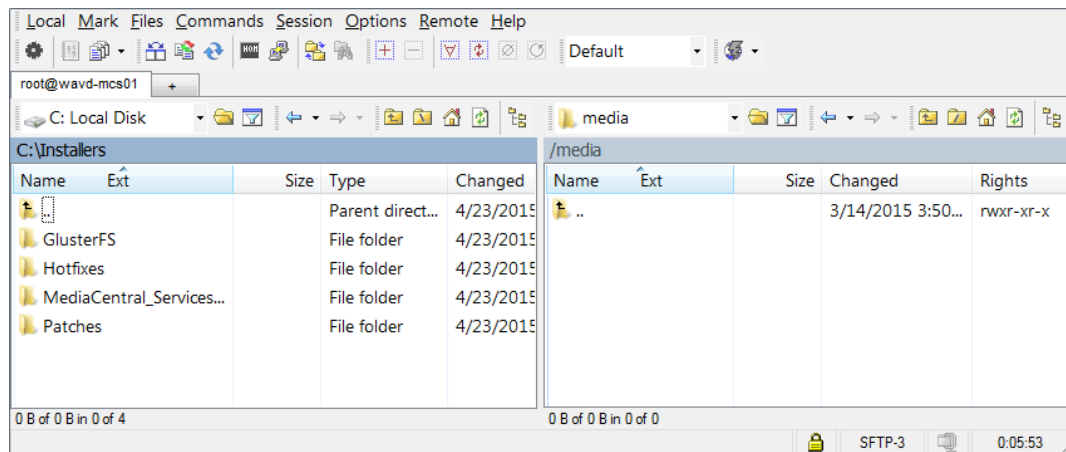 Local Mark Files Commands Session Options Remote Help
Default
root@wavd-mcs01 +
C: Local Disk media
C:\Installers /media
Name Ext Size Type Changed Name Ext Size Changed Rights
.. Parent direct... 4/23/2015 .. 3/14/2015 3:50... rwxr-xr-x
GlusterFS File folder 4/23/2015
Hotfixes File folder 4/23/2015
MediaCentral_Services... File folder 4/23/2015
Patches File folder 4/23/2015
0 B of 0 B in 0 of 4 0 B of 0 B in 0 of 0
SFTP-3 0:05:53